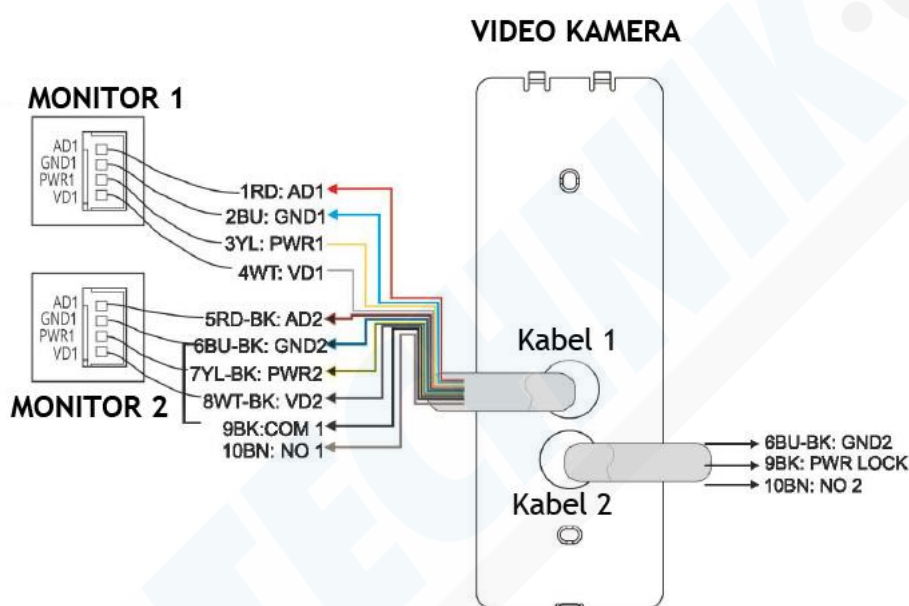 VIDEO KAMERA
MONITOR 1
AD1
GND1
PWR1
VD1
1RD: AD1
2BU: GND1
3YL: PWR1
4WT: VD1
AD1
GND1
PWR1
VD1
MONITOR 2
5RD-BK: AD2
6BU-BK: GND2
7YL-BK: PWR2
8WT-BK: VD2
9BK:COM 1
10BN: NO 1
Kabel 1
Kabel 2
6BU-BK: GND2
9BK: PWR LOCK
10BN: NO 2
TECHNIK